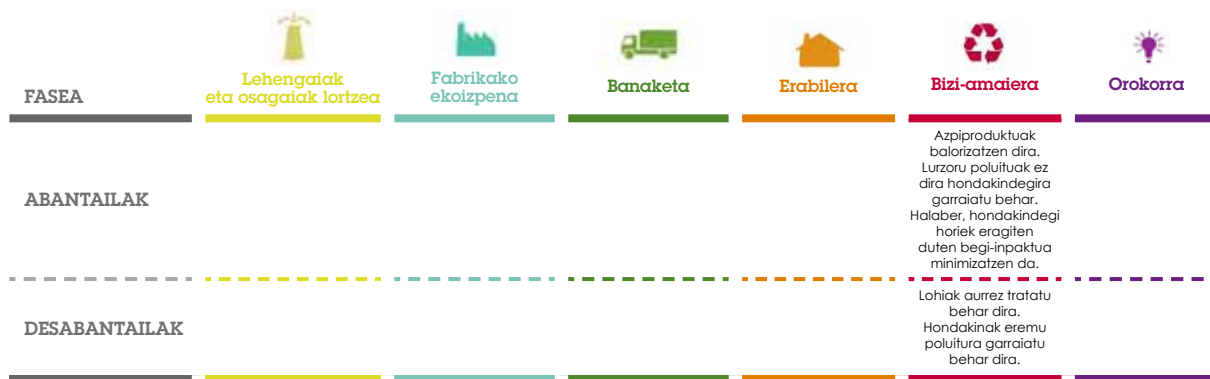 FASEA
Lehengaiak
eta osagaiak lortzea
Fabrikako
ekoizpena
Banaketa
Erabilera
Bizi-amaiera
Orokorra
ABANTAILAK
Azpiproduktuak
balorizatzen dira.
Lurzoru poluituak ez
dira hondakindegira
garraiatu behar.
Halaber, hondakindegi
horiek eragiten
duten begi-inpaktua
minimizatzen da.
DESABANTAILAK
Lohiak aurrez tratatu
behar dira.
Hondakinak eremu
poluitura garraiatu
behar dira.